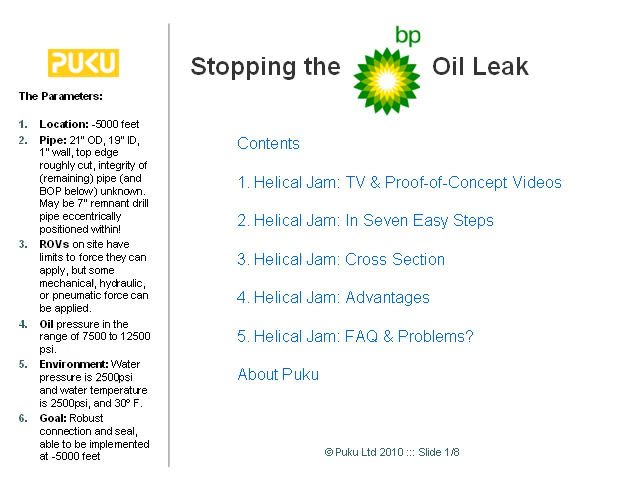 PUKU
The Parameters:
1. Location: -5000 feet
2. Pipe: 21" OD, 19" ID,
1" wall, top edge
roughly cut, integrity of
(remaining) pipe (and
BOP below) unknown.
May be 7" remnant drill
pipe eccentrically
positioned within!
3. ROVs on site have
limits to force they can
apply, but some
mechanical, hydraulic,
or pneumatic force can
be applied.
4. Oil pressure in the
range of 7500 to 12500
psi.
5. Environment: Water
pressure is 2500psi
and water temperature
is 2500psi, and 30º F.
6. Goal: Robust
connection and seal,
able to be implemented
at -5000 feet
bp
Stopping the Oil Leak
Contents
1. Helical Jam: TV & Proof-of-Concept Videos
2. Helical Jam: In Seven Easy Steps
3. Helical Jam: Cross Section
4. Helical Jam: Advantages
5. Helical Jam: FAQ & Problems?
About Puku
© Puku Ltd 2010 ::: Slide 1/8